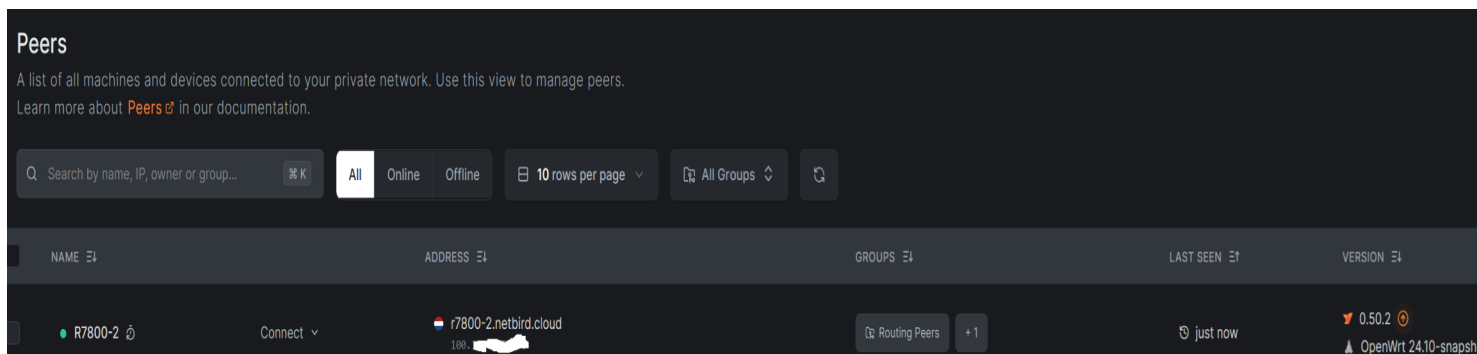 Peers
A list of all machines and devices connected to your private network. Use this view to manage peers.
Learn more about Peers in our documentation.
Search by name, IP, owner or group... ⌘ K All Online Offline 10 rows per page All Groups
NAME ADDRESS GROUPS LAST SEEN VERSION
R7800-2 Connect r7800-2.netbird.cloud Routing Peers +1 just now 0.50.2
100. OpenWrt 24.10-snapsh